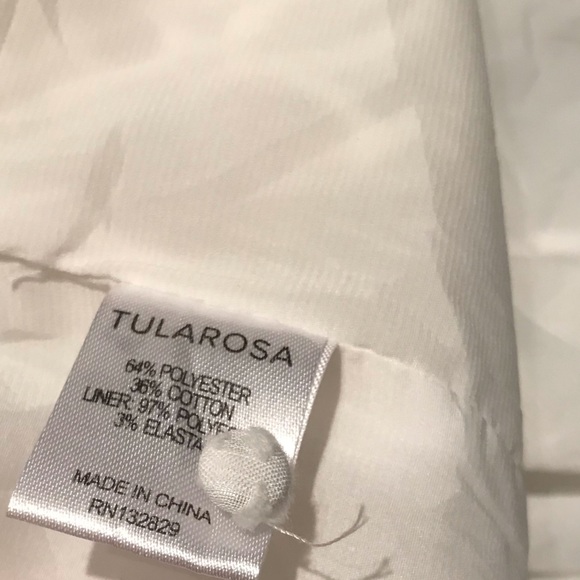 TULAROSA
64% POLYESTER
36% COTTON
LINER: 97%
3%
MADE IN CHINA
RN132829